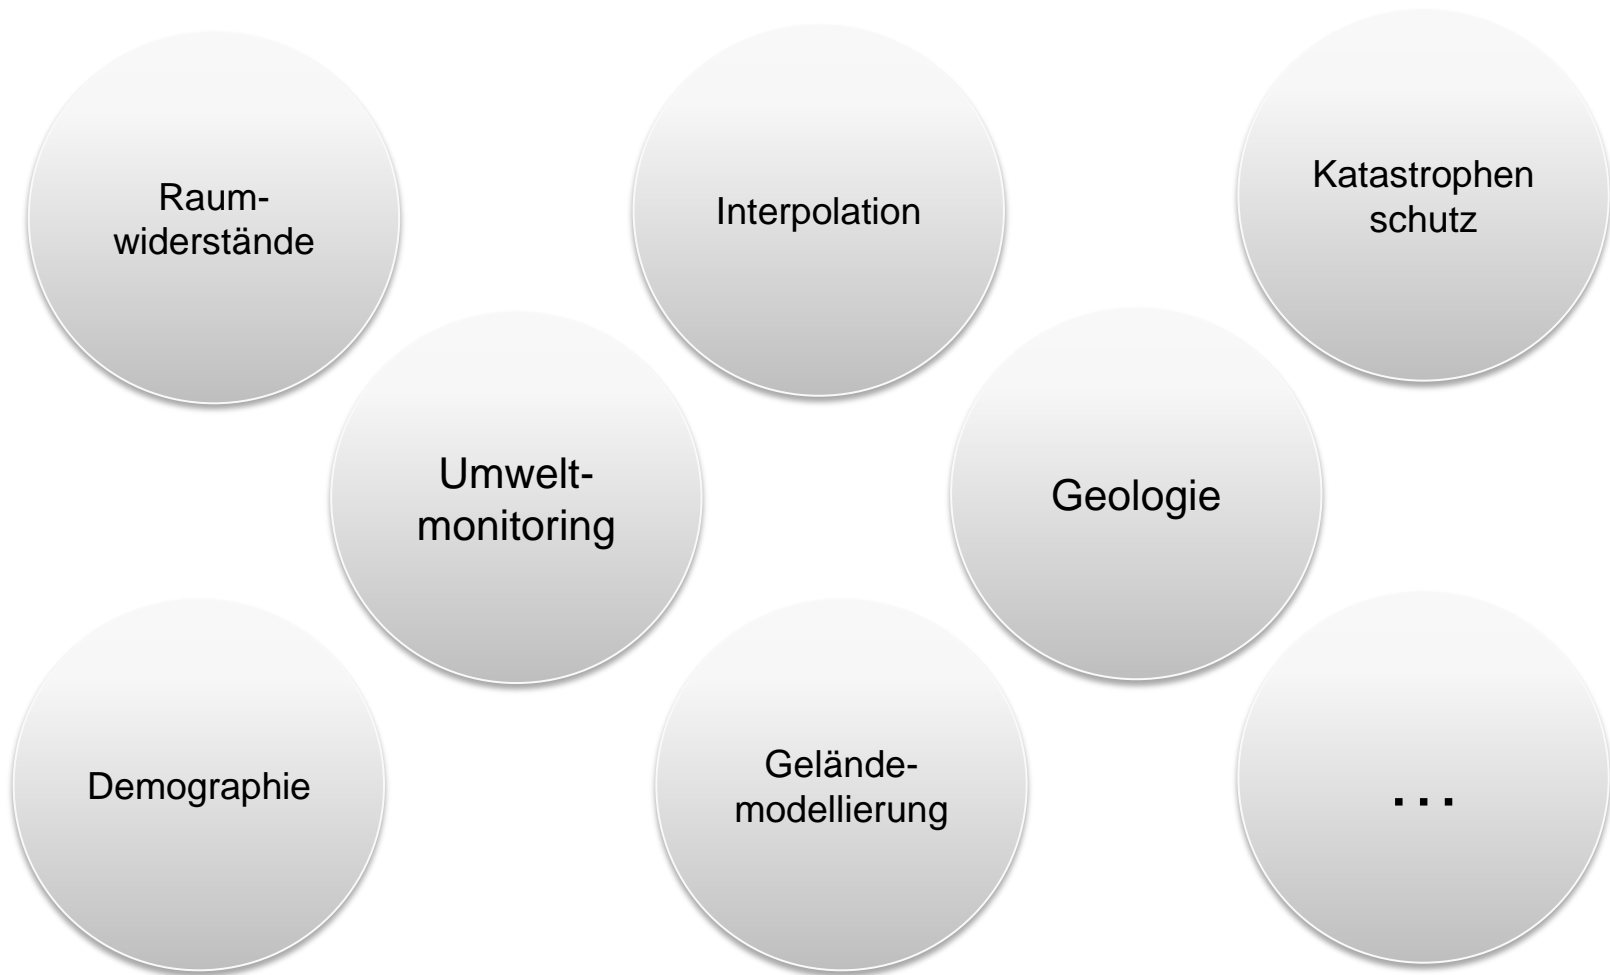 Raum-
widerstände
Interpolation
Katastrophen
schutz
Umwelt-
monitoring
Geologie
Demographie
Gelände-
modellierung
...